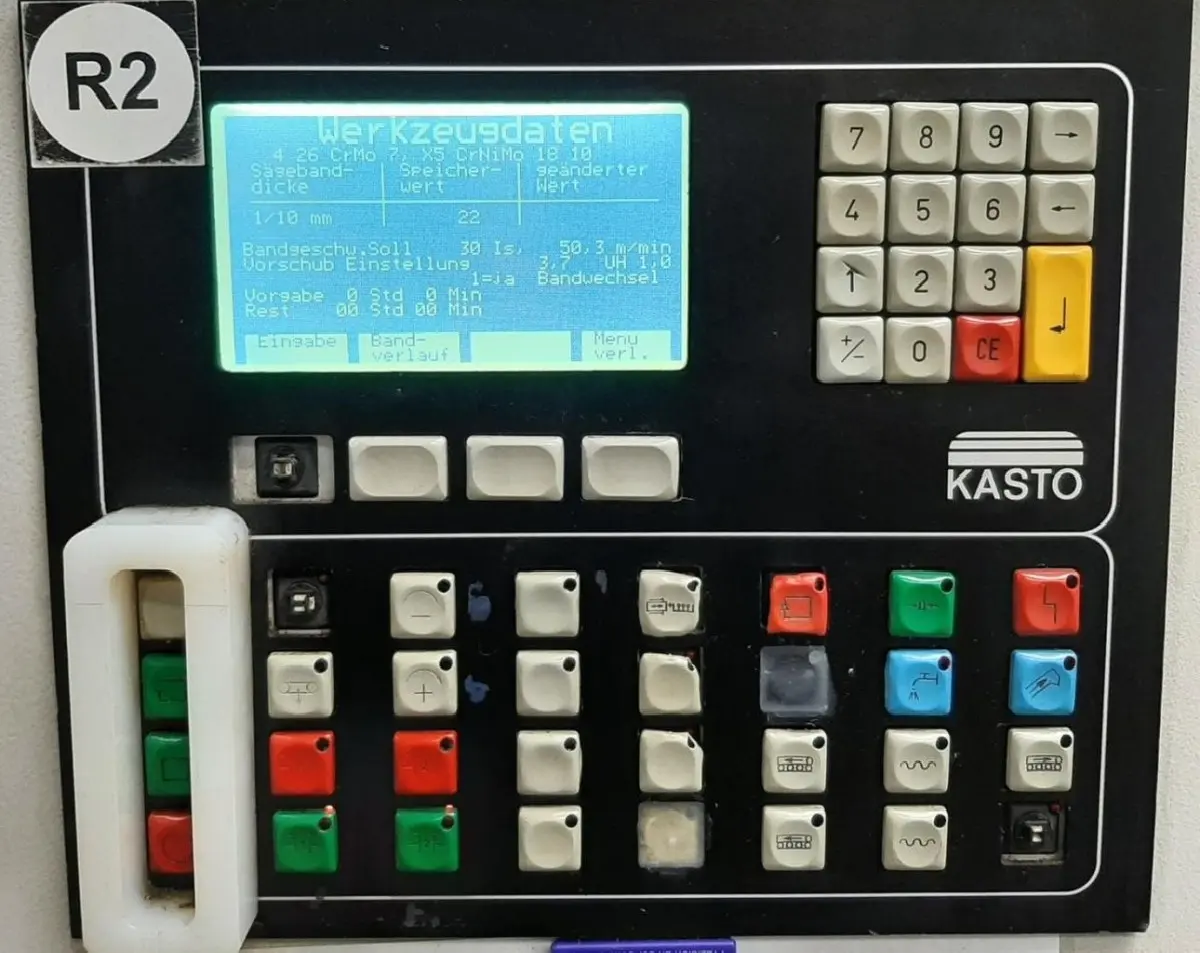 R2
Werkzeugdaten
4 26 CrMo 7, X5 CrNiMo 18 10
Sägeband- Speicher- geänderter
dicke wert Wert
1/10 mm 22
Bandgeschw.Soll 30 Is, 50,3 m/min
Vorschub Einstellung 3,7 UH 1,0
1=ja Bandwechsel
Vorgabe 0 Std 0 Min
Rest 00 Std 00 Min
Eingabe Band- Menu
verlauf verl.
7 8 9 →
4 5 6 ←
1 2 3
+/- 0 CE ↵
KASTO